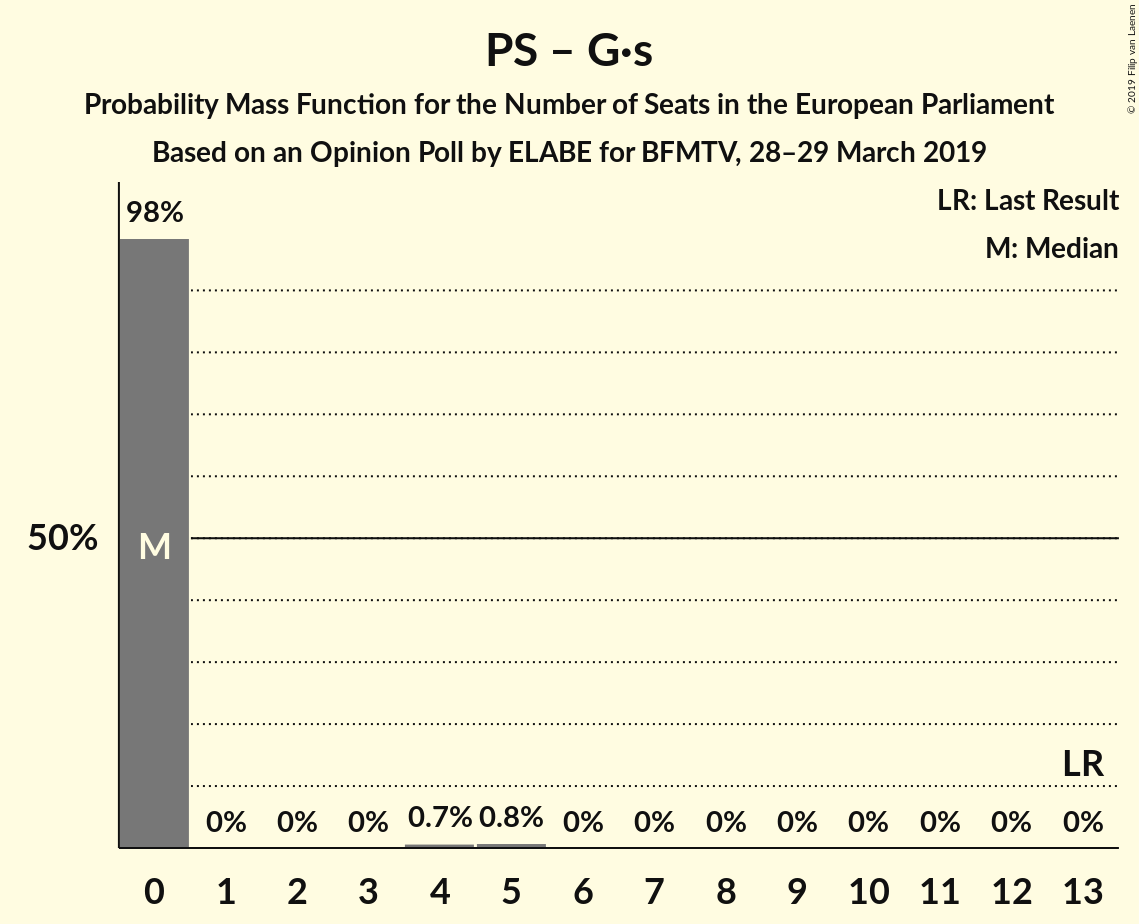 PS – G·s
Probability Mass Function for the Number of Seats in the European Parliament
Based on an Opinion Poll by ELABE for BFMTV, 28–29 March 2019
© 2019 Filip van Laenen
LR: Last Result
M: Median
98%
50%
M
LR
0% 0% 0% 0.7% 0.8% 0% 0% 0% 0% 0% 0% 0% 0%
0 1 2 3 4 5 6 7 8 9 10 11 12 13